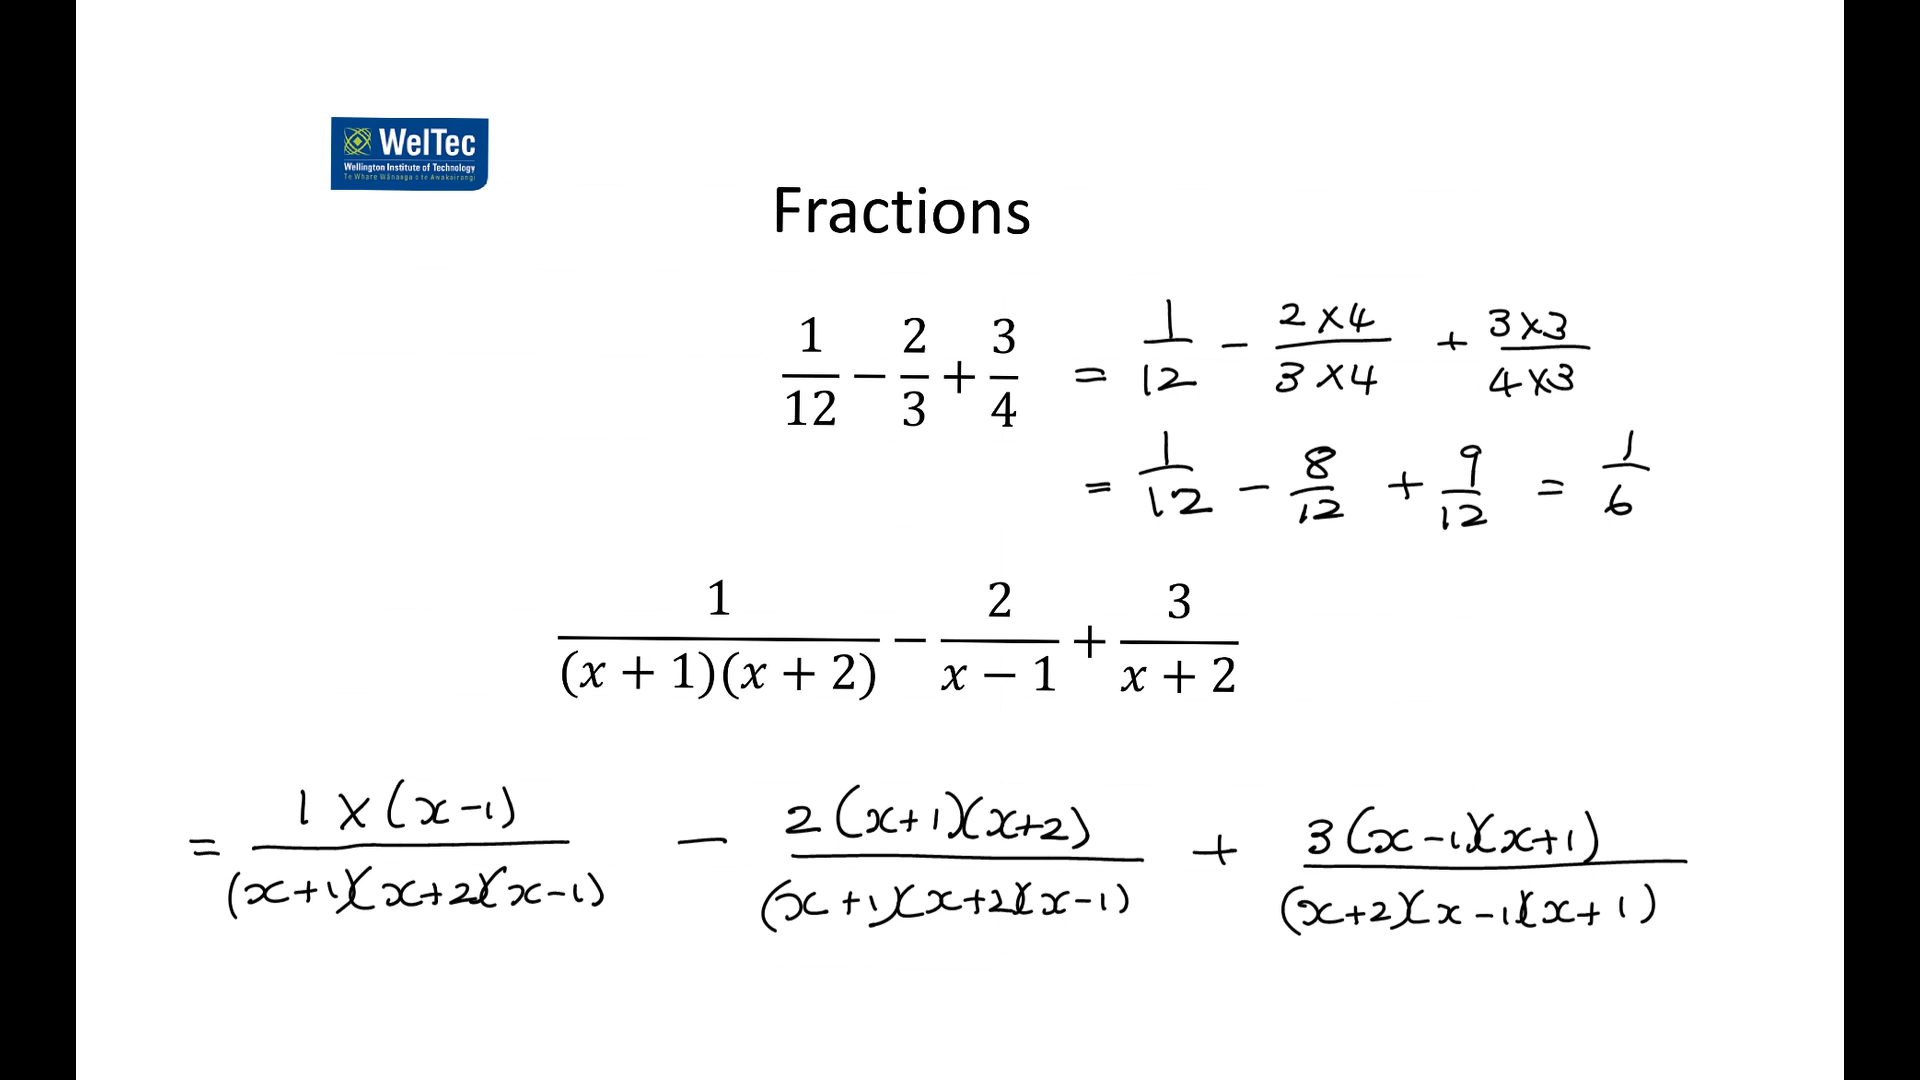 WelTec
Wellington Institute of Technology
Te Whare Wānanga o te Awakairangi
Fractions
1/12 − 2/3 + 3/4 = 1/12 − (2×4)/(3×4) + (3×3)/(4×3)
= 1/12 − 8/12 + 9/12 = 1/6
1/((x + 1)(x + 2)) − 2/(x − 1) + 3/(x + 2)
= (1 × (x−1))/((x+1)(x+2)(x−1)) − (2(x+1)(x+2))/((x+1)(x+2)(x−1)) + (3(x−1)(x+1))/((x+2)(x−1)(x+1))